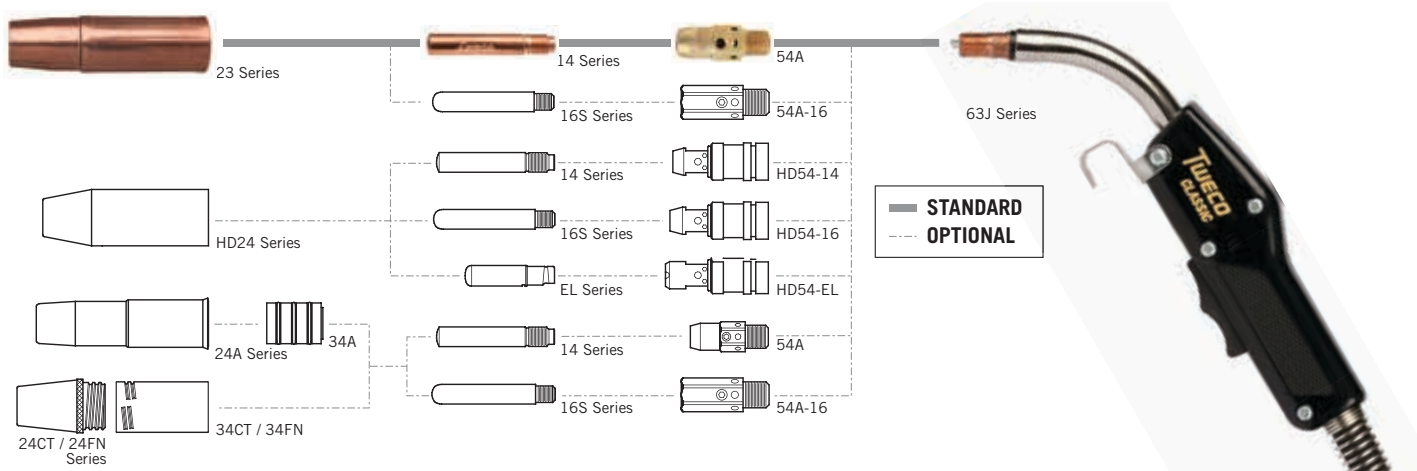 23 Series
14 Series
54A
16S Series
54A-16
63J Series
14 Series
HD54-14
HD24 Series
16S Series
HD54-16
EL Series
HD54-EL
24A Series
34A
14 Series
54A
24CT / 24FN
Series
34CT / 34FN
16S Series
54A-16
STANDARD
OPTIONAL
TWECO
CLASSIC